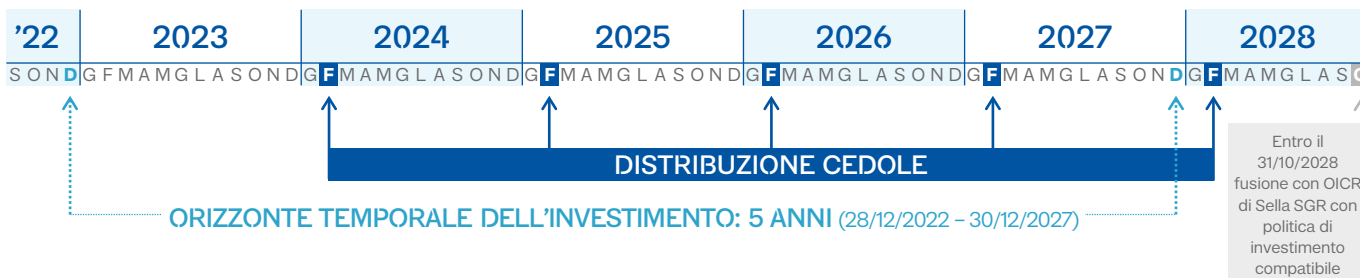 '22 2023 2024 2025 2026 2027 2028
S O N D G F M A M G L A S O N D G F M A M G L A S O N D G F M A M G L A S O N D G F M A M G L A S O N D G F M A M G L A S O N D G F M A M G L A S O
DISTRIBUZIONE CEDOLE
ORIZZONTE TEMPORALE DELL'INVESTIMENTO: 5 ANNI (28/12/2022 – 30/12/2027)
Entro il
31/10/2028
fusione con OICR
di Sella SGR con
politica di
investimento
compatibile